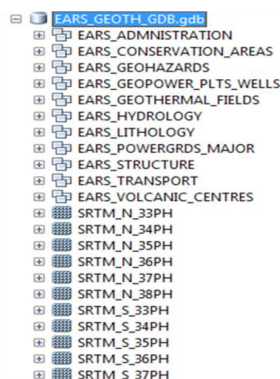 EARS_GEOTH_GDB.gdb
EARS_ADMNISTRATION
EARS_CONSERVATION_AREAS
EARS_GEOHAZARDS
EARS_GEOPOWER_PLTS_WELLS
EARS_GEOTHERMAL_FIELDS
EARS_HYDROLOGY
EARS_LITHOLOGY
EARS_POWERGRDS_MAJOR
EARS_STRUCTURE
EARS_TRANSPORT
EARS_VOLCANIC_CENTRES
SRTM_N_33PH
SRTM_N_34PH
SRTM_N_35PH
SRTM_N_36PH
SRTM_N_37PH
SRTM_N_38PH
SRTM_S_33PH
SRTM_S_34PH
SRTM_S_35PH
SRTM_S_36PH
SRTM_S_37PH